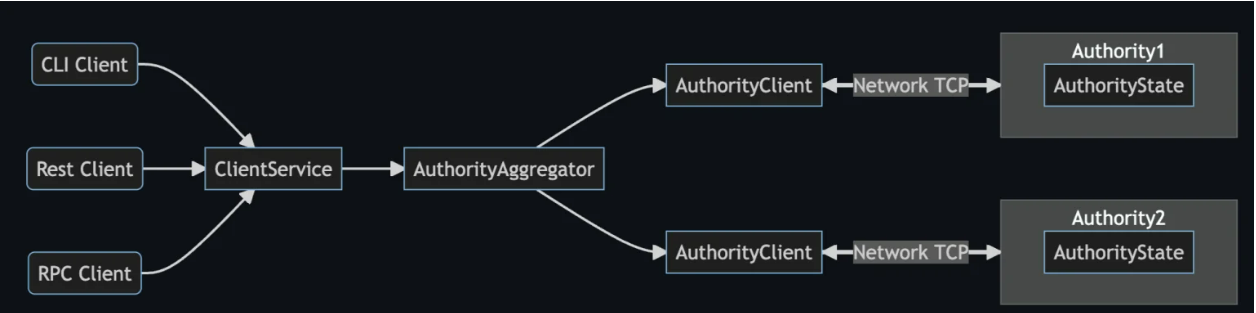 CLI Client
Rest Client
RPC Client
ClientService
AuthorityAggregator
AuthorityClient
Network TCP
Authority1
AuthorityState
AuthorityClient
Network TCP
Authority2
AuthorityState